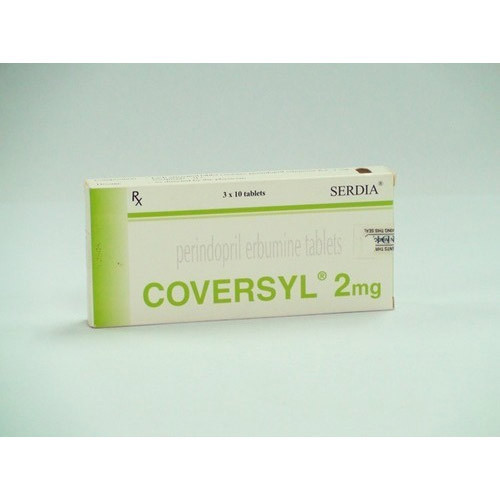 Rx
3 x 10 tablets
SERDIA®
perindopril erbumine tablets
COVERSYL® 2mg